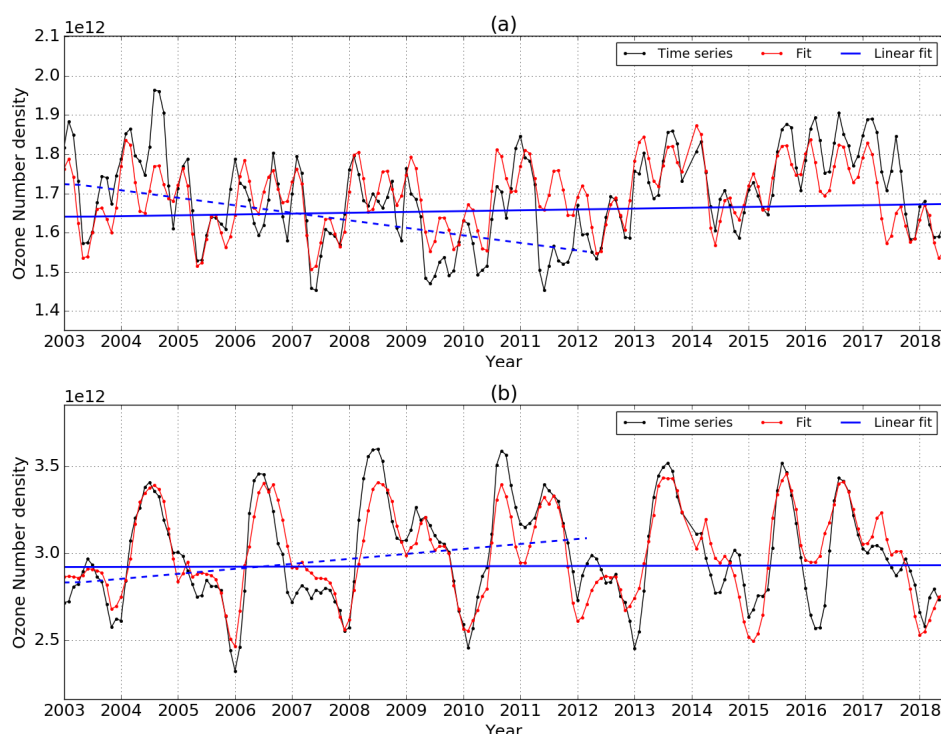 (a)
1e12
Time series Fit Linear fit
2.1
2.0
1.9
1.8
1.7
1.6
1.5
1.4
Ozone Number density
2003 2004 2005 2006 2007 2008 2009 2010 2011 2012 2013 2014 2015 2016 2017 2018
Year
(b)
1e12
Time series Fit Linear fit
3.5
3.0
2.5
Ozone Number density
2003 2004 2005 2006 2007 2008 2009 2010 2011 2012 2013 2014 2015 2016 2017 2018
Year